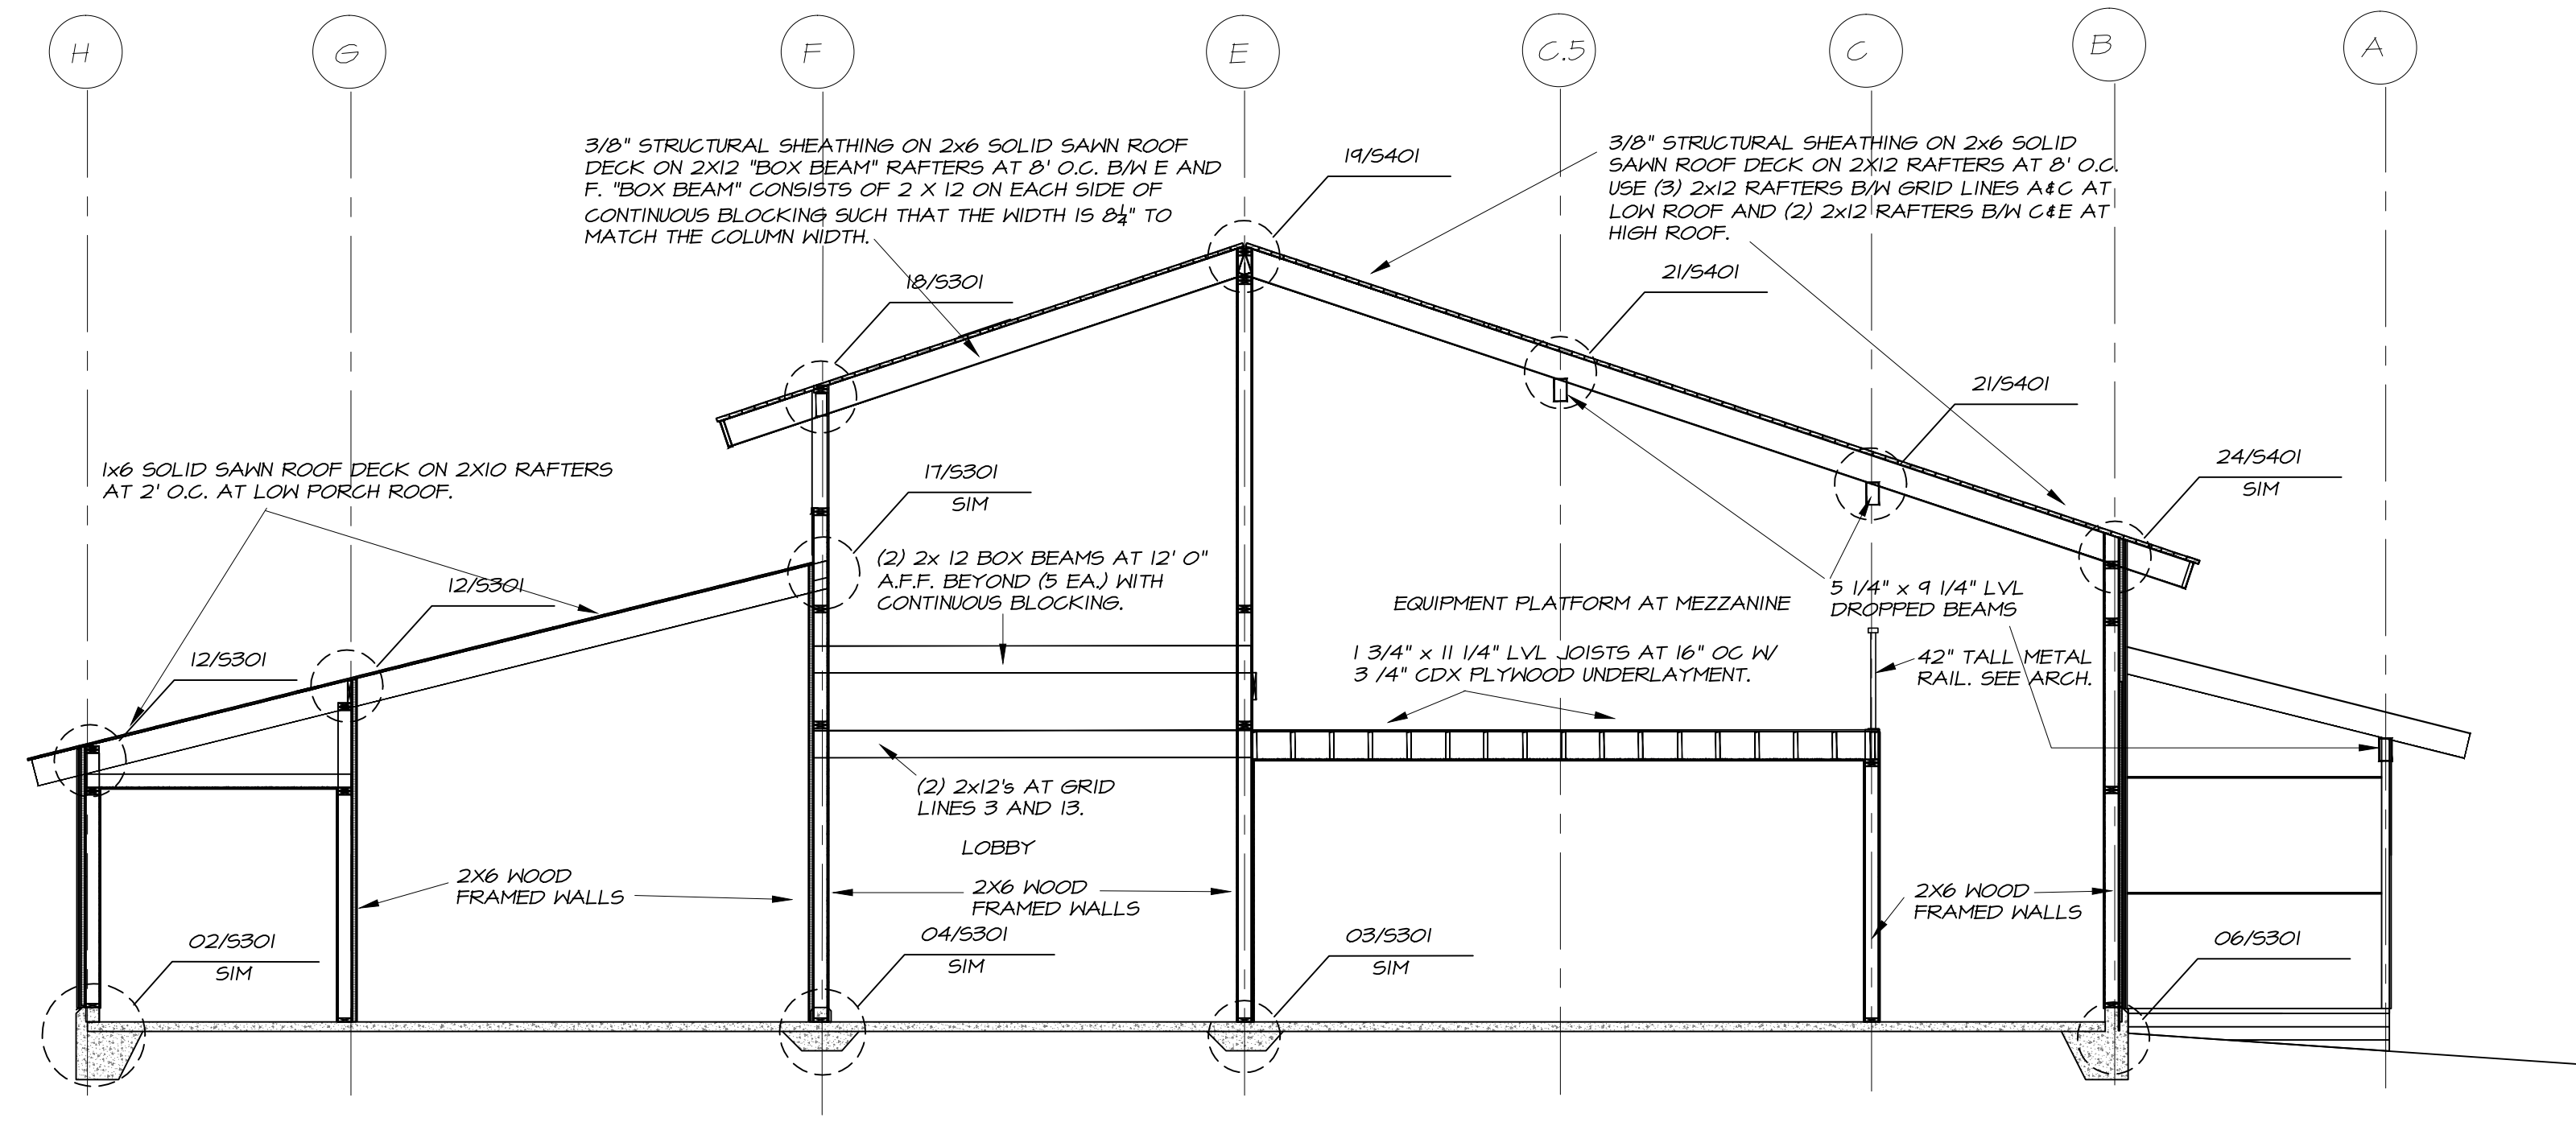 H
G
F
E
C.5
C
B
A
3/8" STRUCTURAL SHEATHING ON 2x6 SOLID SAWN ROOF
DECK ON 2X12 "BOX BEAM" RAFTERS AT 8' O.C. B/W E AND
F. "BOX BEAM" CONSISTS OF 2 X 12 ON EACH SIDE OF
CONTINUOUS BLOCKING SUCH THAT THE WIDTH IS 8¼" TO
MATCH THE COLUMN WIDTH.
19/S401
3/8" STRUCTURAL SHEATHING ON 2x6 SOLID
SAWN ROOF DECK ON 2X12 RAFTERS AT 8' O.C.
USE (3) 2x12 RAFTERS B/W GRID LINES A&C AT
LOW ROOF AND (2) 2x12 RAFTERS B/W C&E AT
HIGH ROOF.
18/S301
21/S401
21/S401
24/S401
SIM
1x6 SOLID SAWN ROOF DECK ON 2X10 RAFTERS
AT 2' O.C. AT LOW PORCH ROOF.
17/S301
SIM
(2) 2x 12 BOX BEAMS AT 12' 0"
A.F.F. BEYOND (5 EA.) WITH
CONTINUOUS BLOCKING.
12/S301
12/S301
EQUIPMENT PLATFORM AT MEZZANINE
5 1/4" x 9 1/4" LVL
DROPPED BEAMS
1 3/4" x 11 1/4" LVL JOISTS AT 16" OC W/
3 /4" CDX PLYWOOD UNDERLAYMENT.
42" TALL METAL
RAIL. SEE ARCH.
(2) 2x12's AT GRID
LINES 3 AND 13.
LOBBY
2X6 WOOD
FRAMED WALLS
2X6 WOOD
FRAMED WALLS
2X6 WOOD
FRAMED WALLS
02/S301
SIM
04/S301
SIM
03/S301
SIM
06/S301